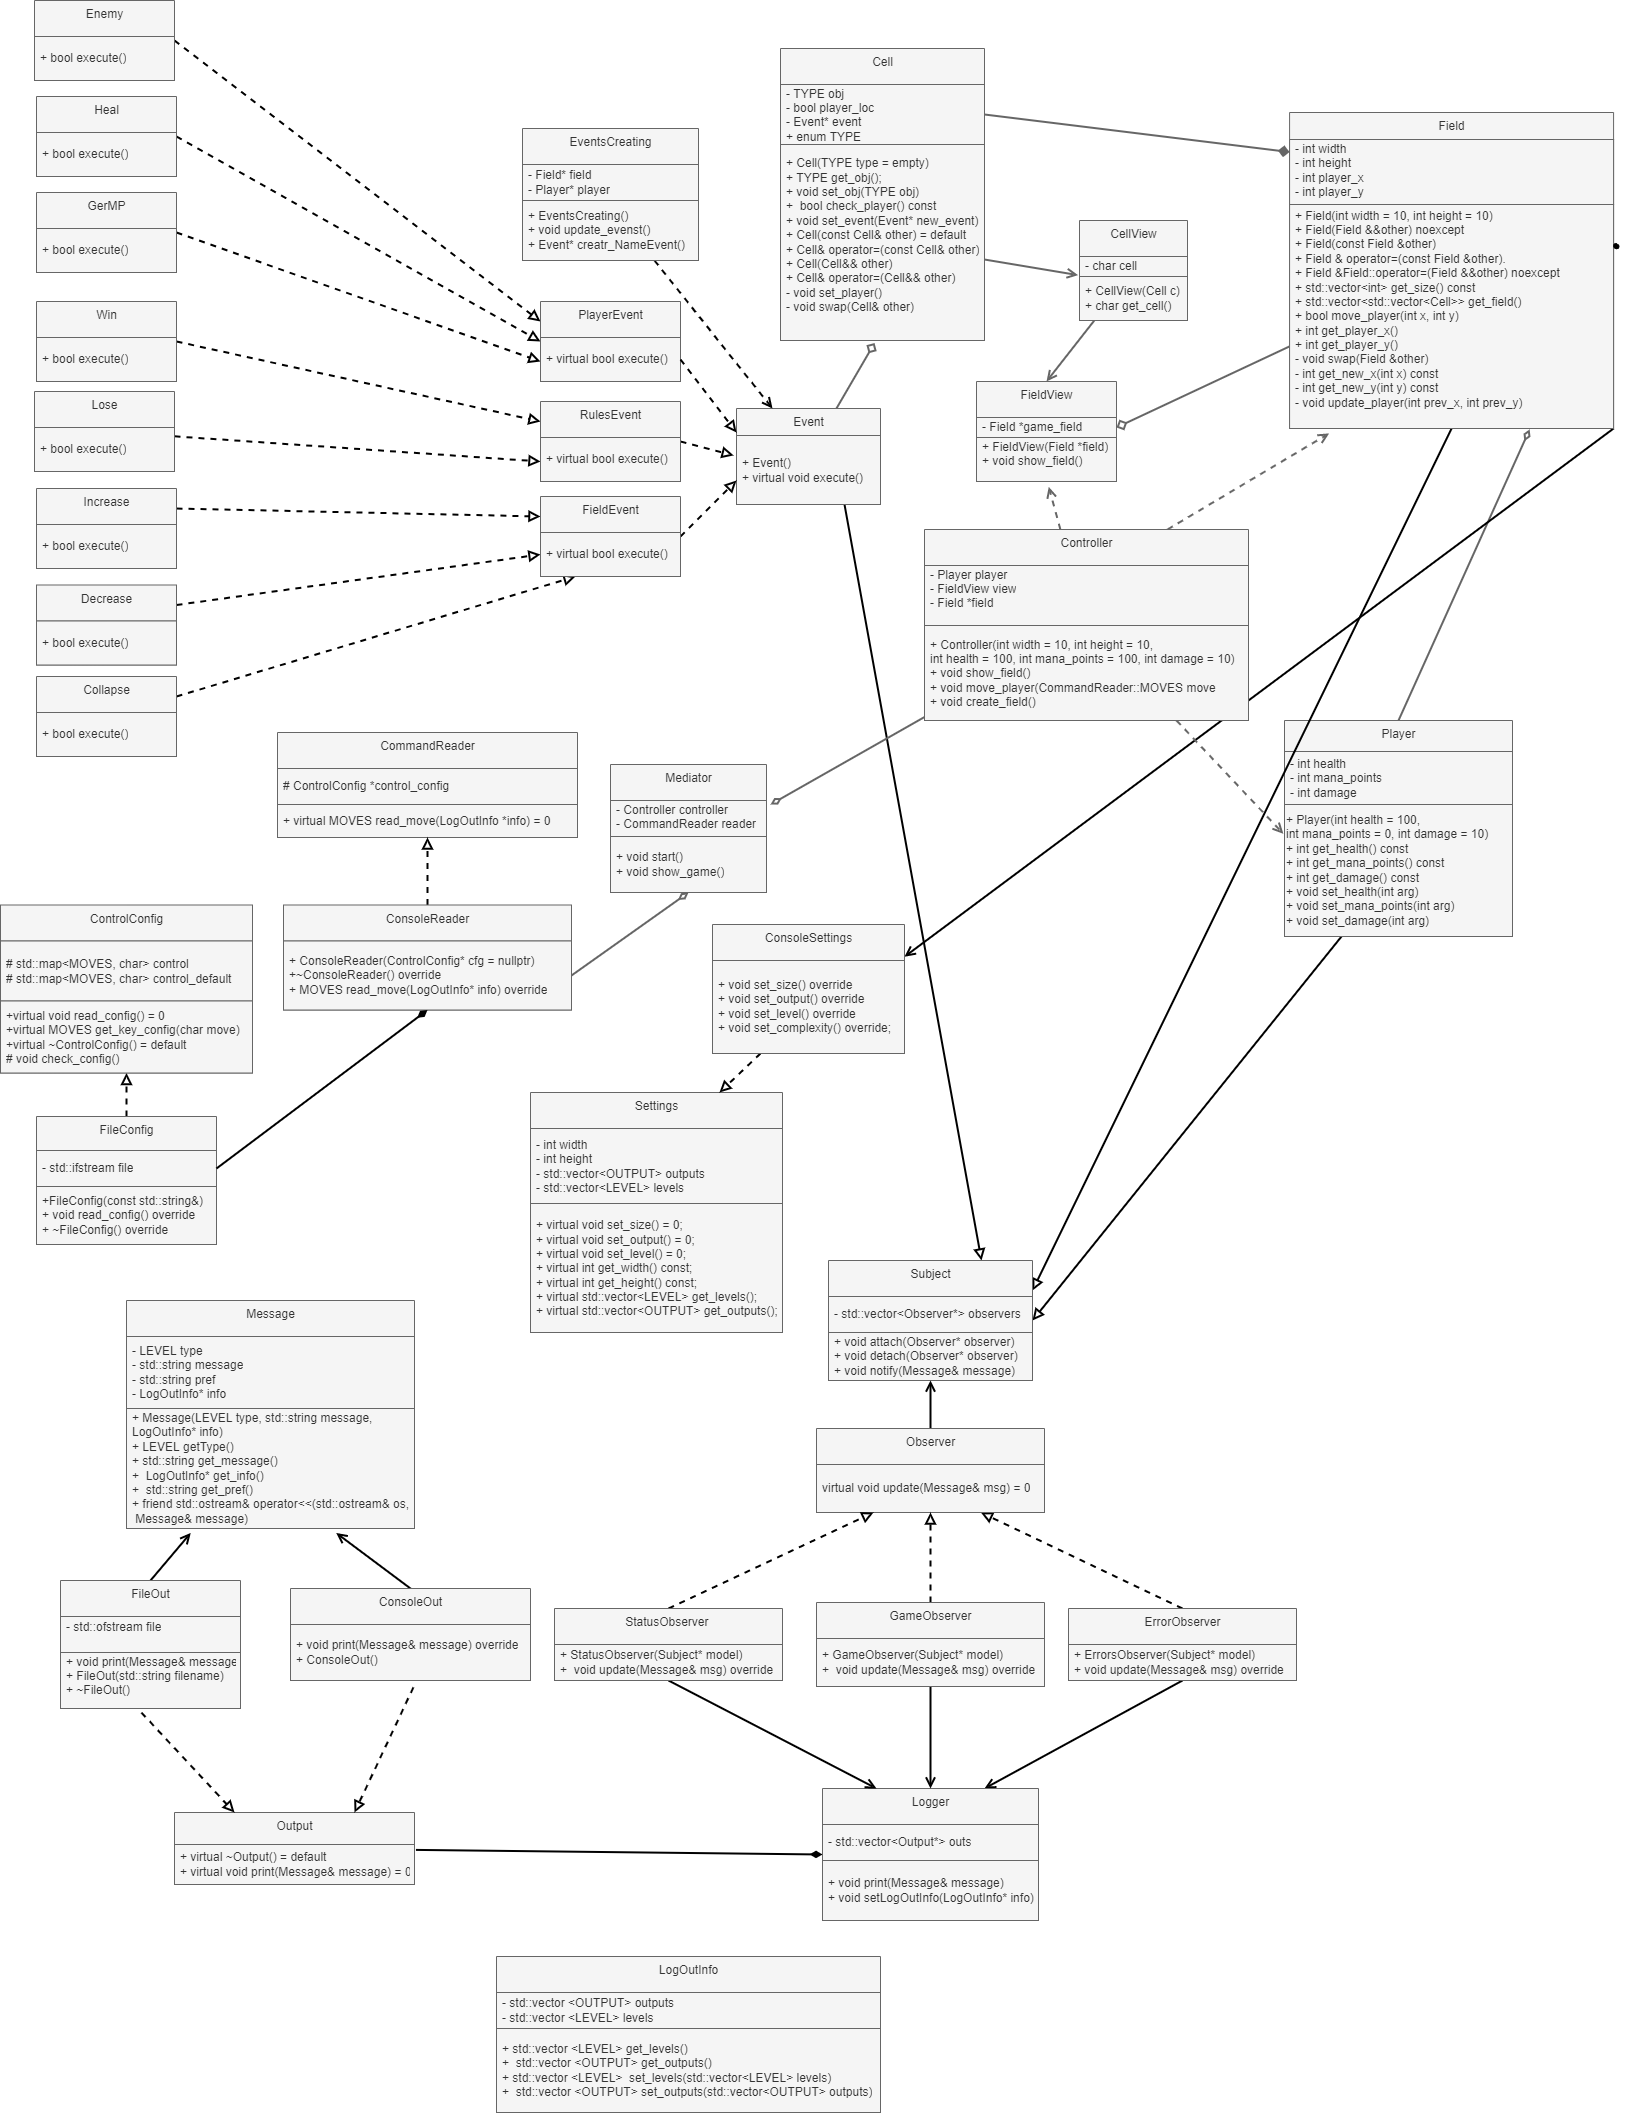 Enemy
+ bool execute()
Heal
+ bool execute()
GerMP
+ bool execute()
Win
+ bool execute()
Lose
+ bool execute()
Increase
+ bool execute()
Decrease
+ bool execute()
Collapse
+ bool execute()
EventsCreating
- Field* field
- Player* player
+ EventsCreating()
+ void update_evenst()
+ Event* creatr_NameEvent()
PlayerEvent
+ virtual bool execute()
RulesEvent
+ virtual bool execute()
FieldEvent
+ virtual bool execute()
Event
+ Event()
+ virtual void execute()
Cell
- TYPE obj
- bool player_loc
- Event* event
+ enum TYPE
+ Cell(TYPE type = empty)
+ TYPE get_obj();
+ void set_obj(TYPE obj)
+  bool check_player() const
+ void set_event(Event* new_event)
+ Cell(const Cell& other) = default
+ Cell& operator=(const Cell& other)
+ Cell(Cell&& other)
+ Cell& operator=(Cell&& other)
- void set_player()
- void swap(Cell& other)
CellView
- char cell
+ CellView(Cell c)
+ char get_cell()
FieldView
- Field *game_field
+ FieldView(Field *field)
+ void show_field()
Field
- int width
- int height
- int player_x
- int player_y
+ Field(int width = 10, int height = 10)
+ Field(Field &&other) noexcept
+ Field(const Field &other)
+ Field & operator=(const Field &other).
+ Field &Field::operator=(Field &&other) noexcept
+ std::vector<int> get_size() const
+ std::vector<std::vector<Cell>> get_field()
+ bool move_player(int x, int y)
+ int get_player_x()
+ int get_player_y()
- void swap(Field &other)
- int get_new_x(int x) const
- int get_new_y(int y) const
- void update_player(int prev_x, int prev_y)
Controller
- Player player
- FieldView view
- Field *field
+ Controller(int width = 10, int height = 10,
int health = 100, int mana_points = 100, int damage = 10)
+ void show_field()
+ void move_player(CommandReader::MOVES move
+ void create_field()
Player
- int health
- int mana_points
- int damage
+ Player(int health = 100,
int mana_points = 0, int damage = 10)
+ int get_health() const
+ int get_mana_points() const
+ int get_damage() const
+ void set_health(int arg)
+ void set_mana_points(int arg)
+ void set_damage(int arg)
CommandReader
# ControlConfig *control_config
+ virtual MOVES read_move(LogOutInfo *info) = 0
Mediator
- Controller controller
- CommandReader reader
+ void start()
+ void show_game()
ControlConfig
# std::map<MOVES, char> control
# std::map<MOVES, char> control_default
+virtual void read_config() = 0
+virtual MOVES get_key_config(char move)
+virtual ~ControlConfig() = default
# void check_config()
ConsoleReader
+ ConsoleReader(ControlConfig* cfg = nullptr)
+~ConsoleReader() override
+ MOVES read_move(LogOutInfo* info) override
FileConfig
- std::ifstream file
+FileConfig(const std::string&)
+ void read_config() override
+ ~FileConfig() override
ConsoleSettings
+ void set_size() override
+ void set_output() override
+ void set_level() override
+ void set_complexity() override;
Settings
- int width
- int height
- std::vector<OUTPUT> outputs
- std::vector<LEVEL> levels
+ virtual void set_size() = 0;
+ virtual void set_output() = 0;
+ virtual void set_level() = 0;
+ virtual int get_width() const;
+ virtual int get_height() const;
+ virtual std::vector<LEVEL> get_levels();
+ virtual std::vector<OUTPUT> get_outputs();
Subject
- std::vector<Observer*> observers
+ void attach(Observer* observer)
+ void detach(Observer* observer)
+ void notify(Message& message)
Message
- LEVEL type
- std::string message
- std::string pref
- LogOutInfo* info
+ Message(LEVEL type, std::string message,
LogOutInfo* info)
+ LEVEL getType()
+ std::string get_message()
+  LogOutInfo* get_info()
+  std::string get_pref()
+ friend std::ostream& operator<<(std::ostream& os,
Message& message)
Observer
virtual void update(Message& msg) = 0
FileOut
- std::ofstream file
+ void print(Message& message
+ FileOut(std::string filename)
+ ~FileOut()
ConsoleOut
+ void print(Message& message) override
+ ConsoleOut()
StatusObserver
+ StatusObserver(Subject* model)
+  void update(Message& msg) override
GameObserver
+ GameObserver(Subject* model)
+  void update(Message& msg) override
ErrorObserver
+ ErrorsObserver(Subject* model)
+ void update(Message& msg) override
Output
+ virtual ~Output() = default
+ virtual void print(Message& message) = 0
Logger
- std::vector<Output*> outs
+ void print(Message& message)
+ void setLogOutInfo(LogOutInfo* info)
LogOutInfo
- std::vector <OUTPUT> outputs
- std::vector <LEVEL> levels
+ std::vector <LEVEL> get_levels()
+  std::vector <OUTPUT> get_outputs()
+ std::vector <LEVEL>  set_levels(std::vector<LEVEL> levels)
+  std::vector <OUTPUT> set_outputs(std::vector<OUTPUT> outputs)